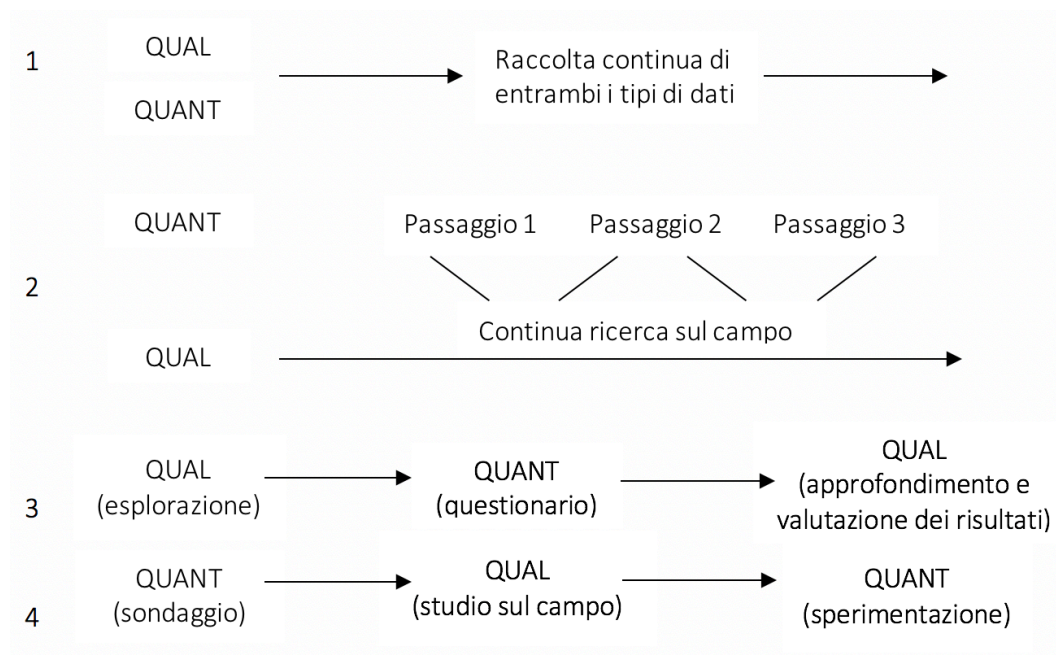 1
QUAL
QUANT
Raccolta continua di
entrambi i tipi di dati
2
QUANT
Passaggio 1 Passaggio 2 Passaggio 3
Continua ricerca sul campo
QUAL
3
QUAL
(esplorazione)
QUANT
(questionario)
QUAL
(approfondimento e
valutazione dei risultati)
4
QUANT
(sondaggio)
QUAL
(studio sul campo)
QUANT
(sperimentazione)